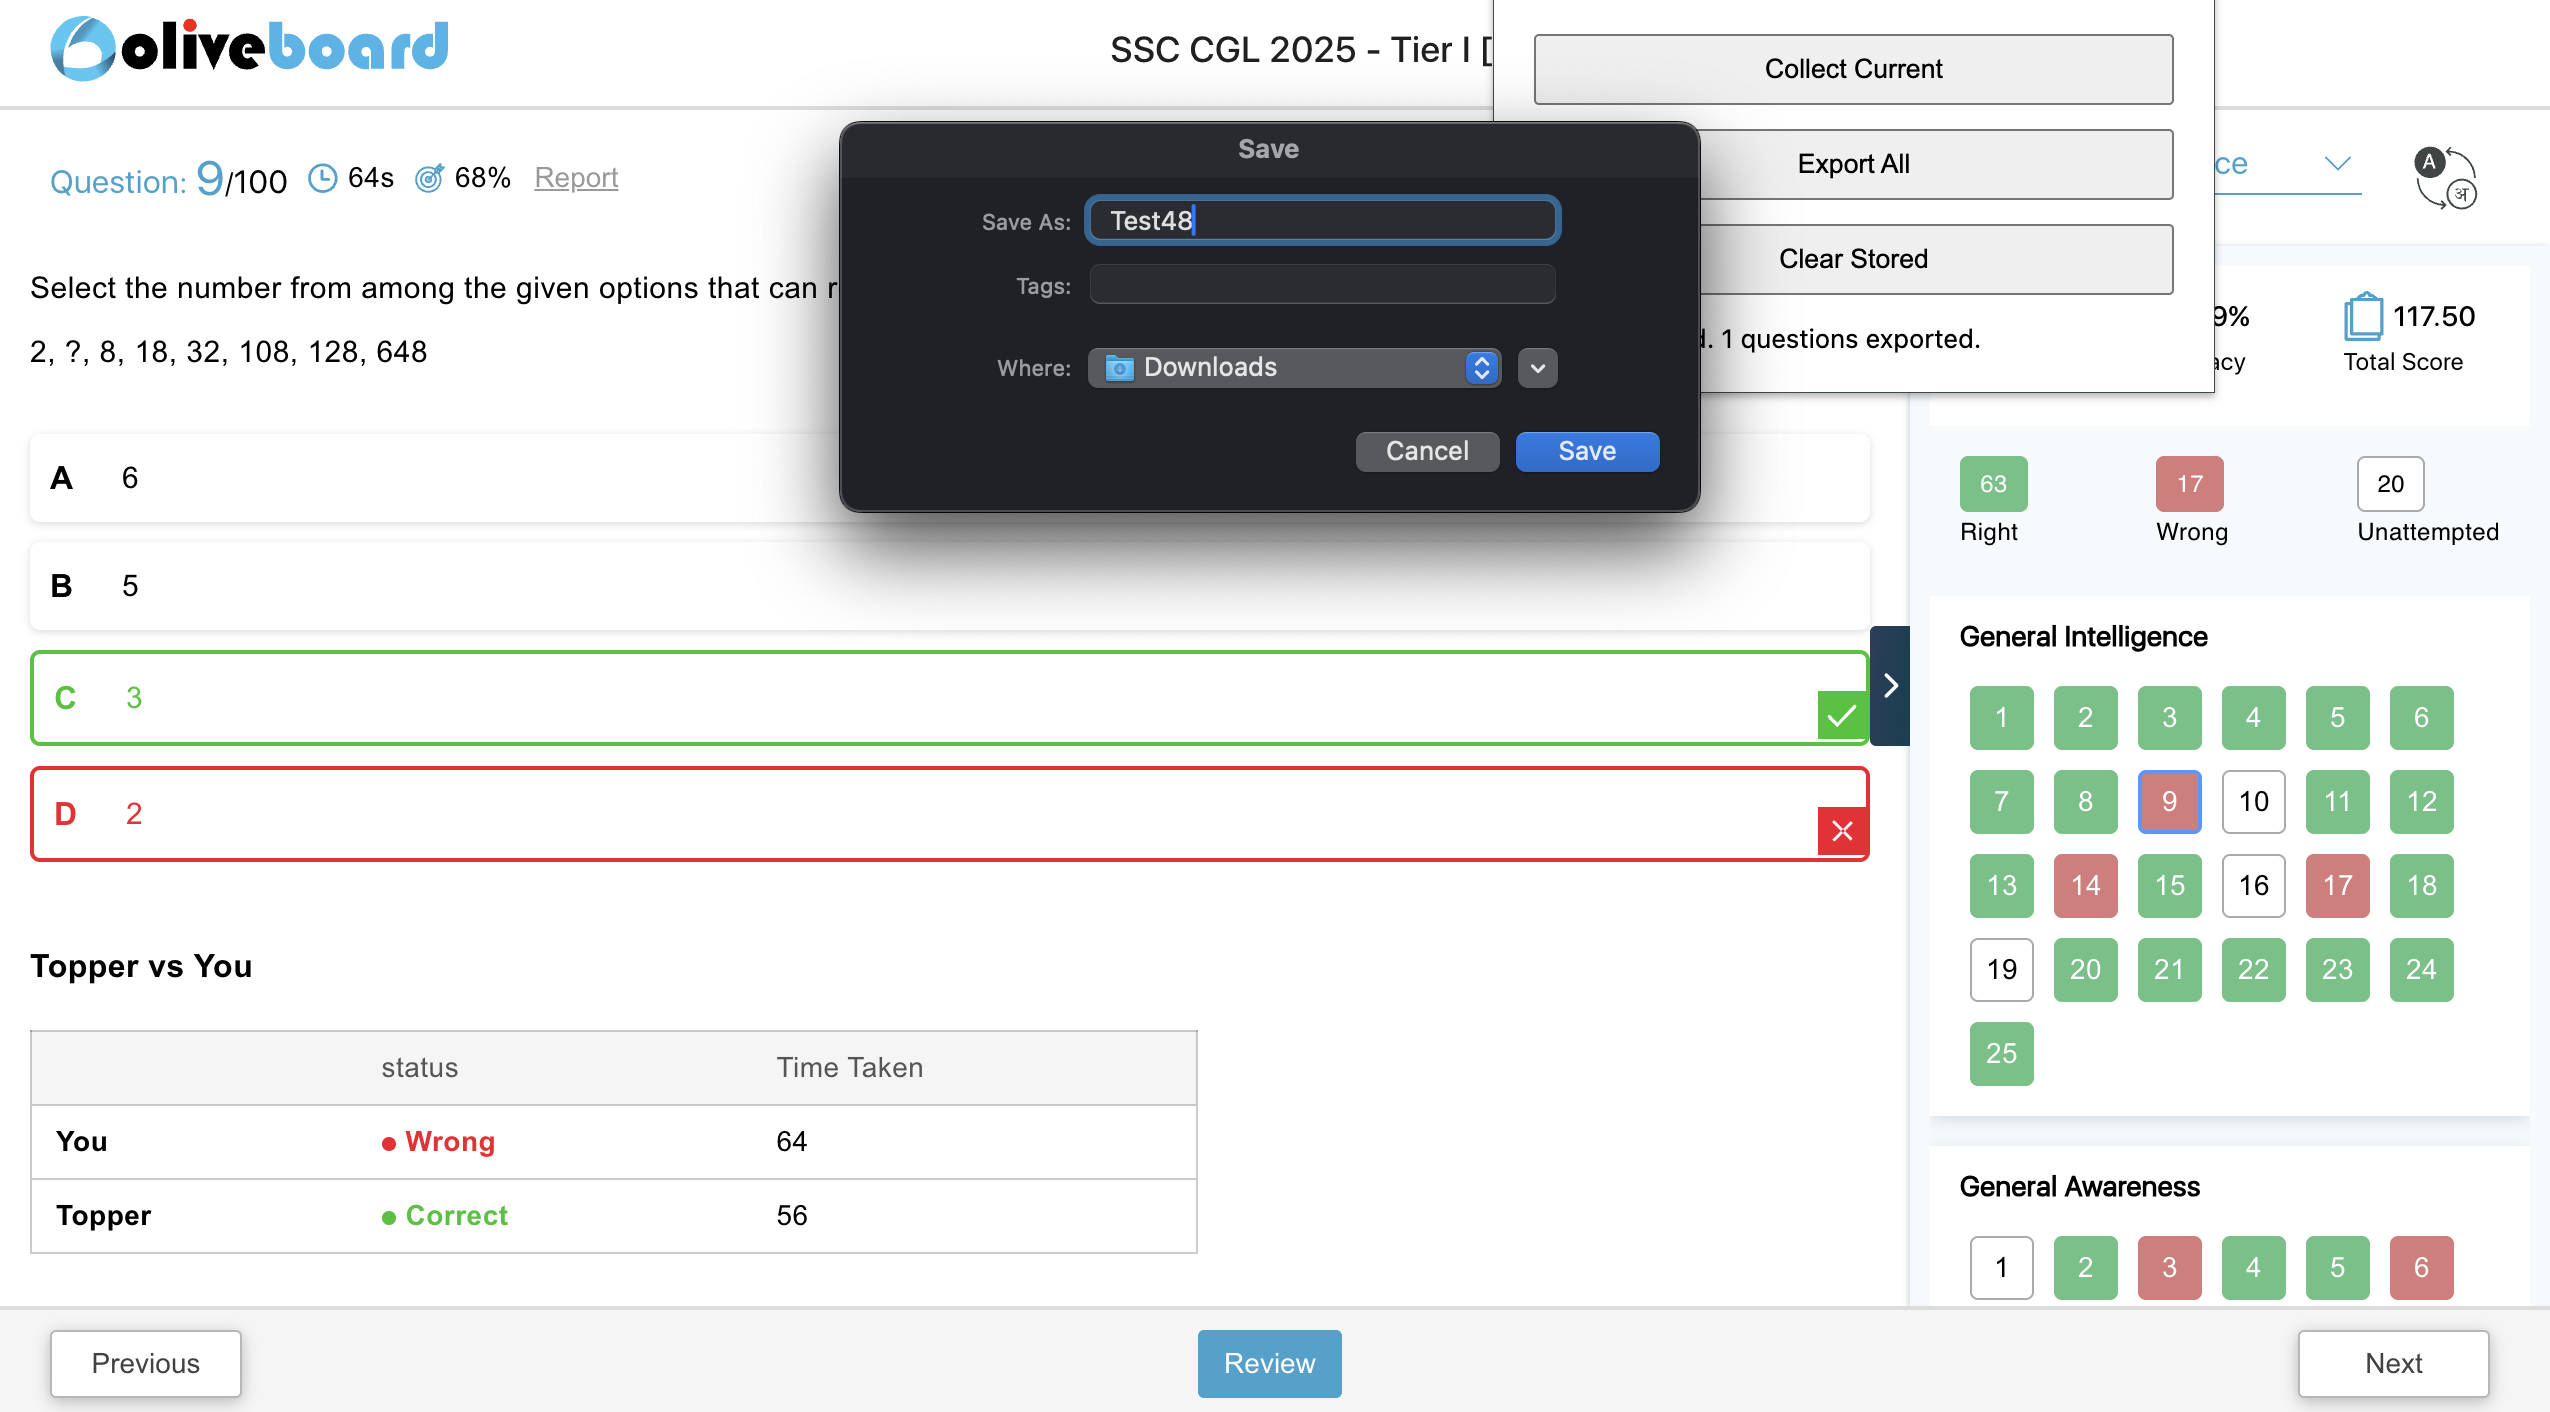 oliveboard
SSC CGL 2025 - Tier I [
Collect Current
Export All
Clear Stored
. 1 questions exported.
Save
Save As: Test48
Tags:
Where: Downloads
Cancel Save
Question: 9/100 64s 68% Report
A अ
Select the number from among the given options that can
2, ?, 8, 18, 32, 108, 128, 648
A 6
B 5
C 3
D 2
Topper vs You
status Time Taken
You Wrong 64
Topper Correct 56
9% 117.50
Total Score
63 17 20
Right Wrong Unattempted
General Intelligence
1 2 3 4 5 6
7 8 9 10 11 12
13 14 15 16 17 18
19 20 21 22 23 24
25
General Awareness
1 2 3 4 5 6
Previous Review Next